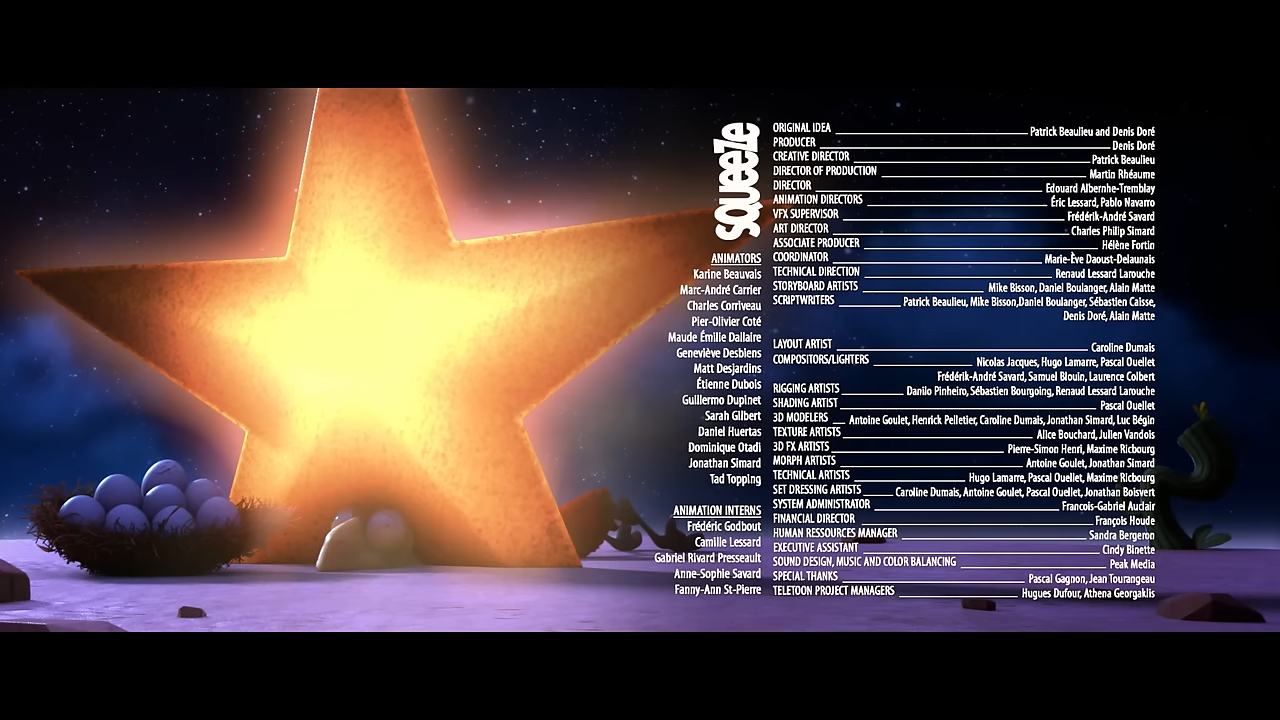 squeeze
ORIGINAL IDEA Patrick Beaulieu and Denis Doré
PRODUCER Denis Doré
CREATIVE DIRECTOR Patrick Beaulieu
DIRECTOR OF PRODUCTION Martin Rhéaume
DIRECTOR Edouard Albernhe-Tremblay
ANIMATION DIRECTORS Éric Lessard, Pablo Navarro
VFX SUPERVISOR Frédérik-André Savard
ART DIRECTOR Charles Philip Simard
ASSOCIATE PRODUCER Hélène Fortin
COORDINATOR Marie-Ève Daoust-Delaunais
TECHNICAL DIRECTION Renaud Lessard Larouche
STORYBOARD ARTISTS Mike Bisson, Daniel Boulanger, Alain Matte
SCRIPTWRITERS Patrick Beaulieu, Mike Bisson,Daniel Boulanger, Sébastien Caisse,
Denis Doré, Alain Matte
LAYOUT ARTIST Caroline Dumais
COMPOSITORS/LIGHTERS Nicolas Jacques, Hugo Lamarre, Pascal Ouellet
Frédérik-André Savard, Samuel Blouin, Laurence Colbert
RIGGING ARTISTS Danilo Pinheiro, Sébastien Bourgoing, Renaud Lessard Larouche
SHADING ARTIST Pascal Ouellet
3D MODELERS Antoine Goulet, Henrick Pelletier, Caroline Dumais, Jonathan Simard, Luc Bégin
TEXTURE ARTISTS Alice Bouchard, Julien Vandois
3D FX ARTISTS Pierre-Simon Henri, Maxime Ricbourg
MORPH ARTISTS Antoine Goulet, Jonathan Simard
TECHNICAL ARTISTS Hugo Lamarre, Pascal Ouellet, Maxime Ricbourg
SET DRESSING ARTISTS Caroline Dumais, Antoine Goulet, Pascal Ouellet, Jonathan Boisvert
SYSTEM ADMINISTRATOR Francois-Gabriel Auclair
FINANCIAL DIRECTOR François Houde
HUMAN RESSOURCES MANAGER Sandra Bergeron
EXECUTIVE ASSISTANT Cindy Binette
SOUND DESIGN, MUSIC AND COLOR BALANCING Peak Media
SPECIAL THANKS Pascal Gagnon, Jean Tourangeau
TELETOON PROJECT MANAGERS Hugues Dufour, Athena Georgaklis
ANIMATORS
Karine Beauvais
Marc-André Carrier
Charles Corriveau
Pier-Olivier Coté
Maude Émilie Dallaire
Geneviève Desbiens
Matt Desjardins
Étienne Dubois
Guillermo Dupinet
Sarah Gilbert
Daniel Huertas
Dominique Otadi
Jonathan Simard
Tad Topping
ANIMATION INTERNS
Frédéric Godbout
Camille Lessard
Gabriel Rivard Presseault
Anne-Sophie Savard
Fanny-Ann St-Pierre